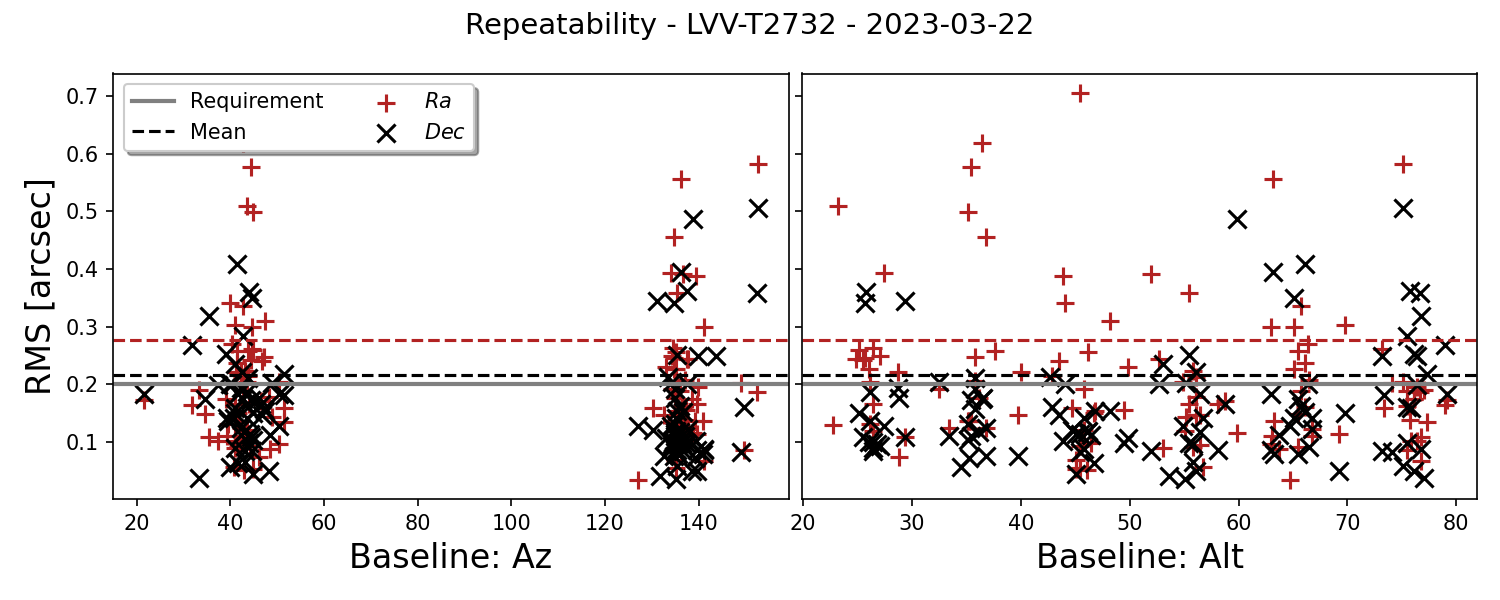 Repeatability - LVV-T2732 - 2023-03-22
RMS [arcsec]
0.7
0.6
0.5
0.4
0.3
0.2
0.1
Requirement
Mean
Ra
Dec
20 40 60 80 100 120 140
20 30 40 50 60 70 80
Baseline: Az
Baseline: Alt